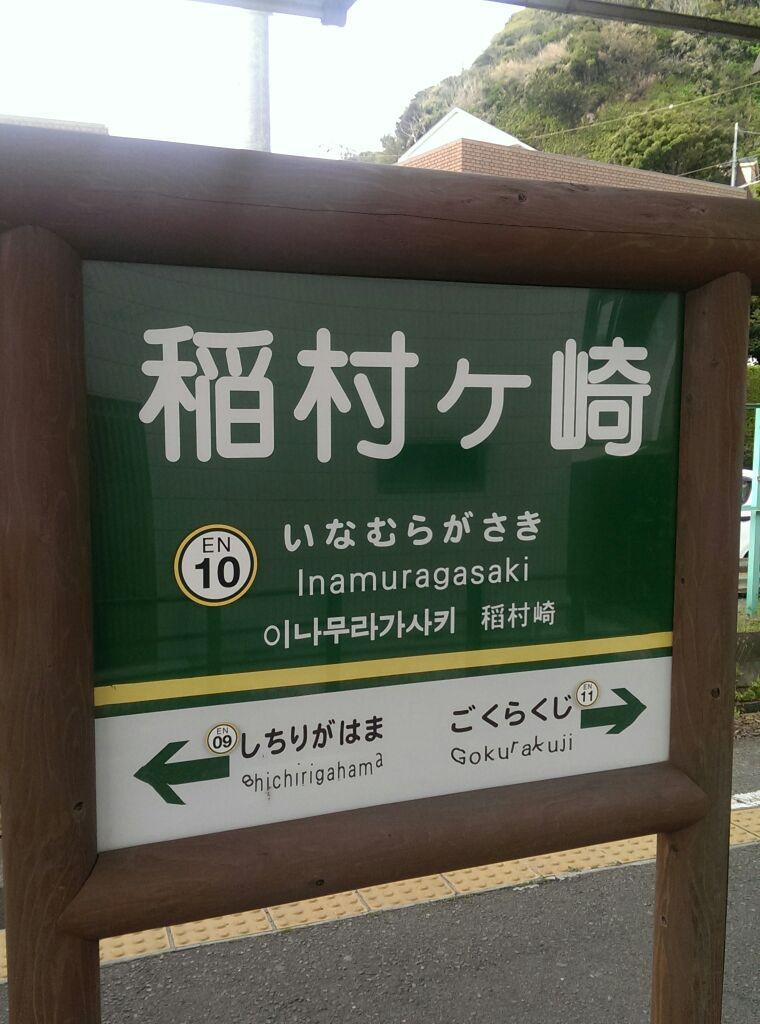 稲村ヶ崎
EN
10
いなむらがさき
Inamuragasaki
이나무라가사키 稲村崎
EN
09
しちりがはま
Shichirigahama
ごくらくじ
Gokurakuji
EN
11